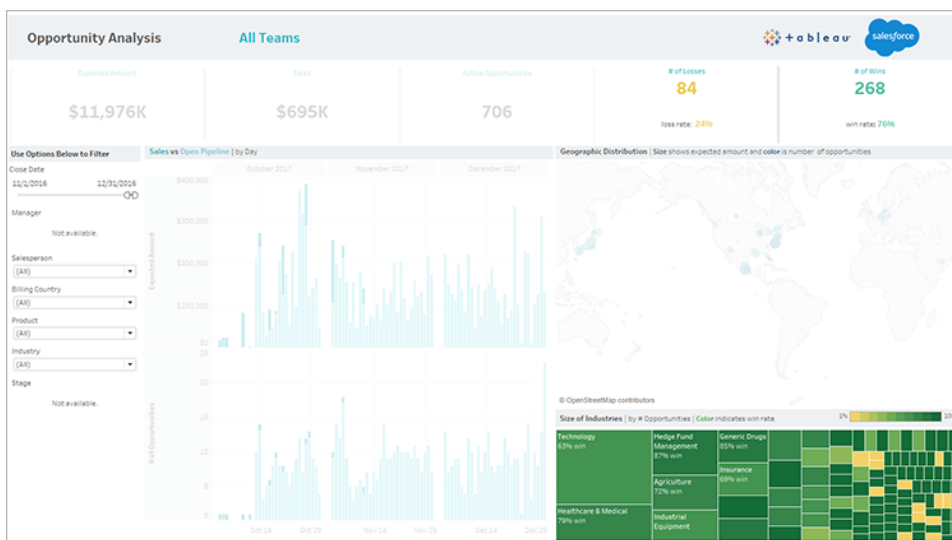 Opportunity Analysis
All Teams
+ a b l e a u
salesforce
Expected Amount
$11,976K
Sales
$695K
Active Opportunities
706
# of Losses
84
loss rate: 24%
# of Wins
268
win rate: 76%
Use Options Below to Filter
Close Date
11/1/2016 12/31/2016
Manager
Not available.
Salesperson
(All)
Billing Country
(All)
Product
(All)
Industry
(All)
Stage
Not available.
Sales vs Open Pipeline | by Day
October 2017 November 2017 December 2017
Expected Amount
$400,000
$300,000
$200,000
$100,000
$0
# of Opportunities
20
15
10
5
0
Oct 14 Oct 29 Nov 14 Nov 29 Dec 14 Dec 29
Geographic Distribution | Size shows expected amount and color is number of opportunities
© OpenStreetMap contributors
Size of Industries | by # Opportunities | Color indicates win rate
1%
Technology
63% win
Healthcare & Medical
79% win
Hedge Fund
Management
87% win
Agriculture
72% win
Industrial
Equipment
Generic Drugs
85% win
Insurance
69% win